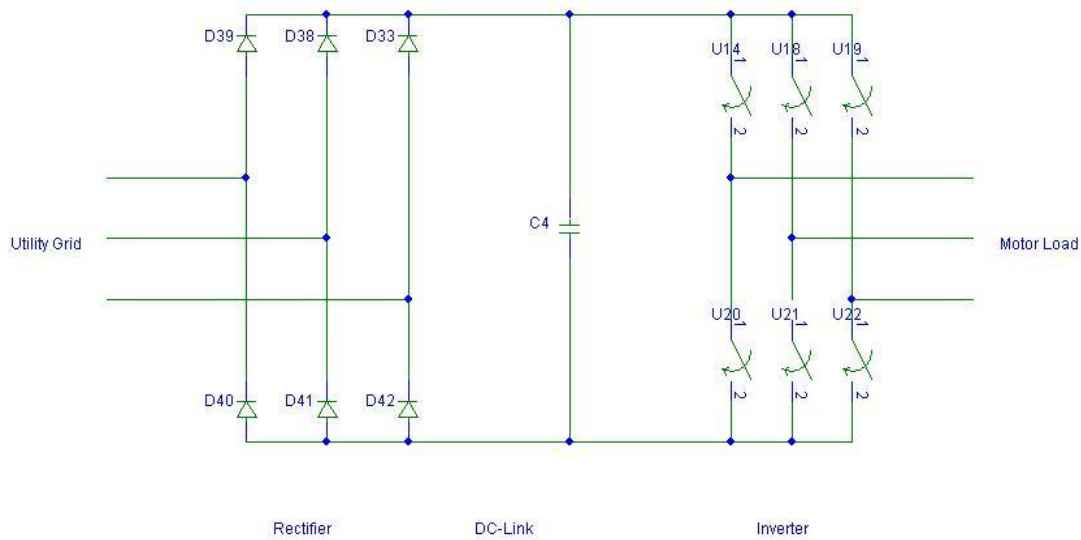 D39
D38
D33
U14
1
U18
1
U19
1
2
2
2
C4
Utility Grid
Motor Load
U20
1
U21
1
U22
1
D40
D41
D42
2
2
2
Rectifier
DC-Link
Inverter